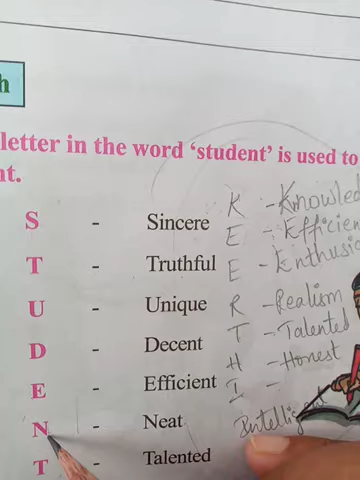 h
letter in the word ‘student’ is used to
nt.
S - Sincere
T - Truthful
U - Unique
D - Decent
E - Efficient
N - Neat
T - Talented
K - Knowled
E - Efficien
E - Enthusia
R - Realism
T - Talented
H - Honest
I -